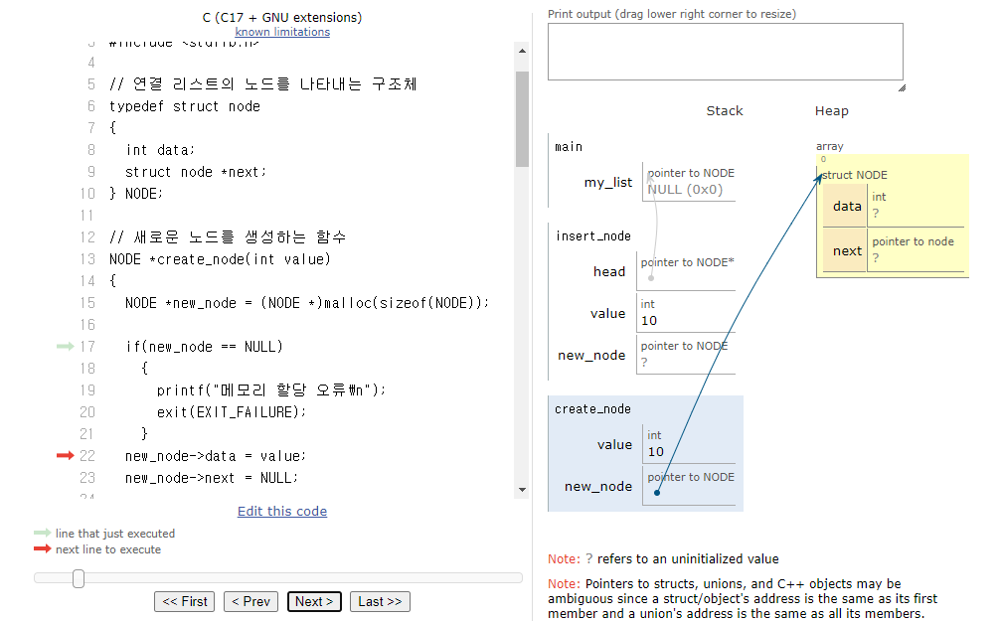 C (C17 + GNU extensions)
known limitations
3 #include <stdlib.h>
4
5 // 연결 리스트의 노드를 나타내는 구조체
6 typedef struct node
7 {
8 int data;
9 struct node *next;
10 } NODE;
11
12 // 새로운 노드를 생성하는 함수
13 NODE *create_node(int value)
14 {
15 NODE *new_node = (NODE *)malloc(sizeof(NODE));
16
17 if(new_node == NULL)
18 {
19 printf("메모리 할당 오류₩n");
20 exit(EXIT_FAILURE);
21 }
22 new_node->data = value;
23 new_node->next = NULL;
24
Edit this code
line that just executed
next line to execute
<< First
< Prev
Next >
Last >>
Print output (drag lower right corner to resize)
Stack
Heap
main
my_list
pointer to NODE
NULL (0x0)
insert_node
head
pointer to NODE*
value
int
10
new_node
pointer to NODE
?
create_node
value
int
10
new_node
pointer to NODE
array
0
struct NODE
data
int
?
next
pointer to node
?
Note: ? refers to an uninitialized value
Note: Pointers to structs, unions, and C++ objects may be
ambiguous since a struct/object's address is the same as its first
member and a union's address is the same as all its members.